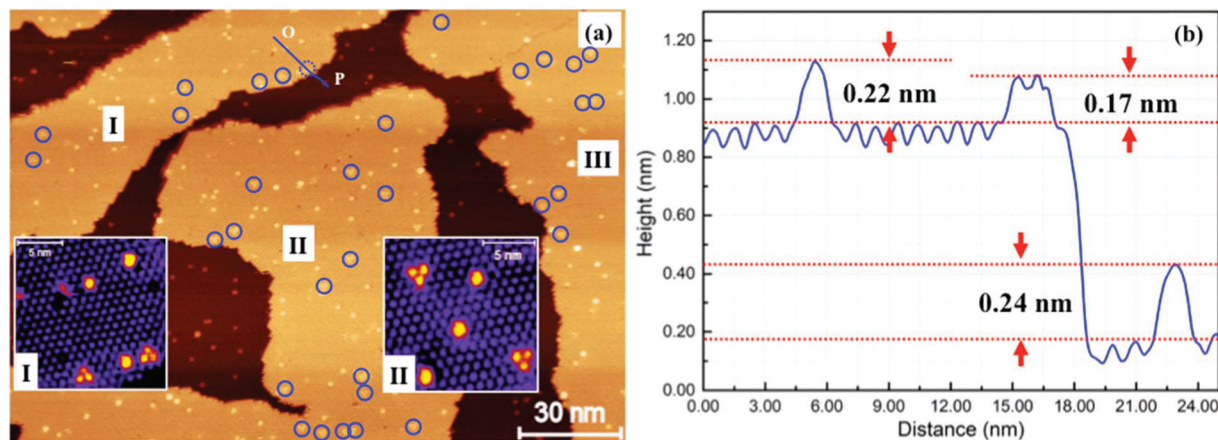 (a)
O
P
I
III
II
5 nm
I
5 nm
II
30 nm
(b)
1.20
1.00
0.80
0.60
0.40
0.20
0.00
Height (nm)
0.22 nm
0.17 nm
0.24 nm
0.00 3.00 6.00 9.00 12.00 15.00 18.00 21.00 24.00
Distance (nm)